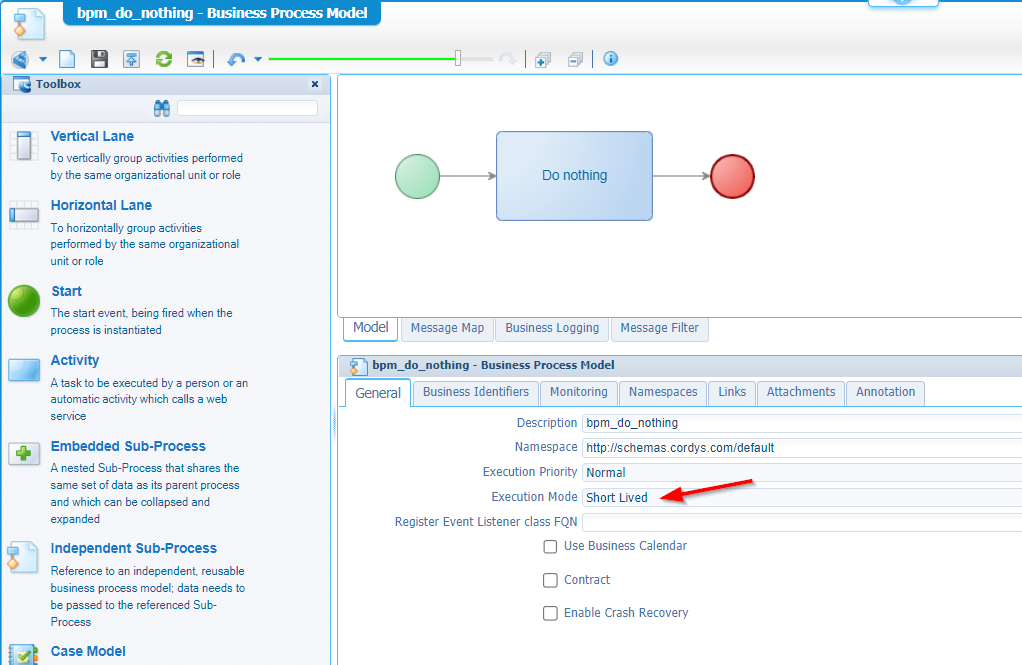 bpm_do_nothing - Business Process Model
Toolbox
Vertical Lane
To vertically group activities performed
by the same organizational unit or role
Horizontal Lane
To horizontally group activities
performed by the same organizational
unit or role
Start
The start event, being fired when the
process is instantiated
Activity
A task to be executed by a person or an
automatic activity which calls a web
service
Embedded Sub-Process
A nested Sub-Process that shares the
same set of data as its parent process
and which can be collapsed and
expanded
Independent Sub-Process
Reference to an independent, reusable
business process model; data needs to
be passed to the referenced Sub-
Process
Case Model
Do nothing
Model
Message Map
Business Logging
Message Filter
bpm_do_nothing - Business Process Model
General
Business Identifiers
Monitoring
Namespaces
Links
Attachments
Annotation
Description bpm_do_nothing
Namespace http://schemas.cordys.com/default
Execution Priority Normal
Execution Mode Short Lived
Register Event Listener class FQN
Use Business Calendar
Contract
Enable Crash Recovery